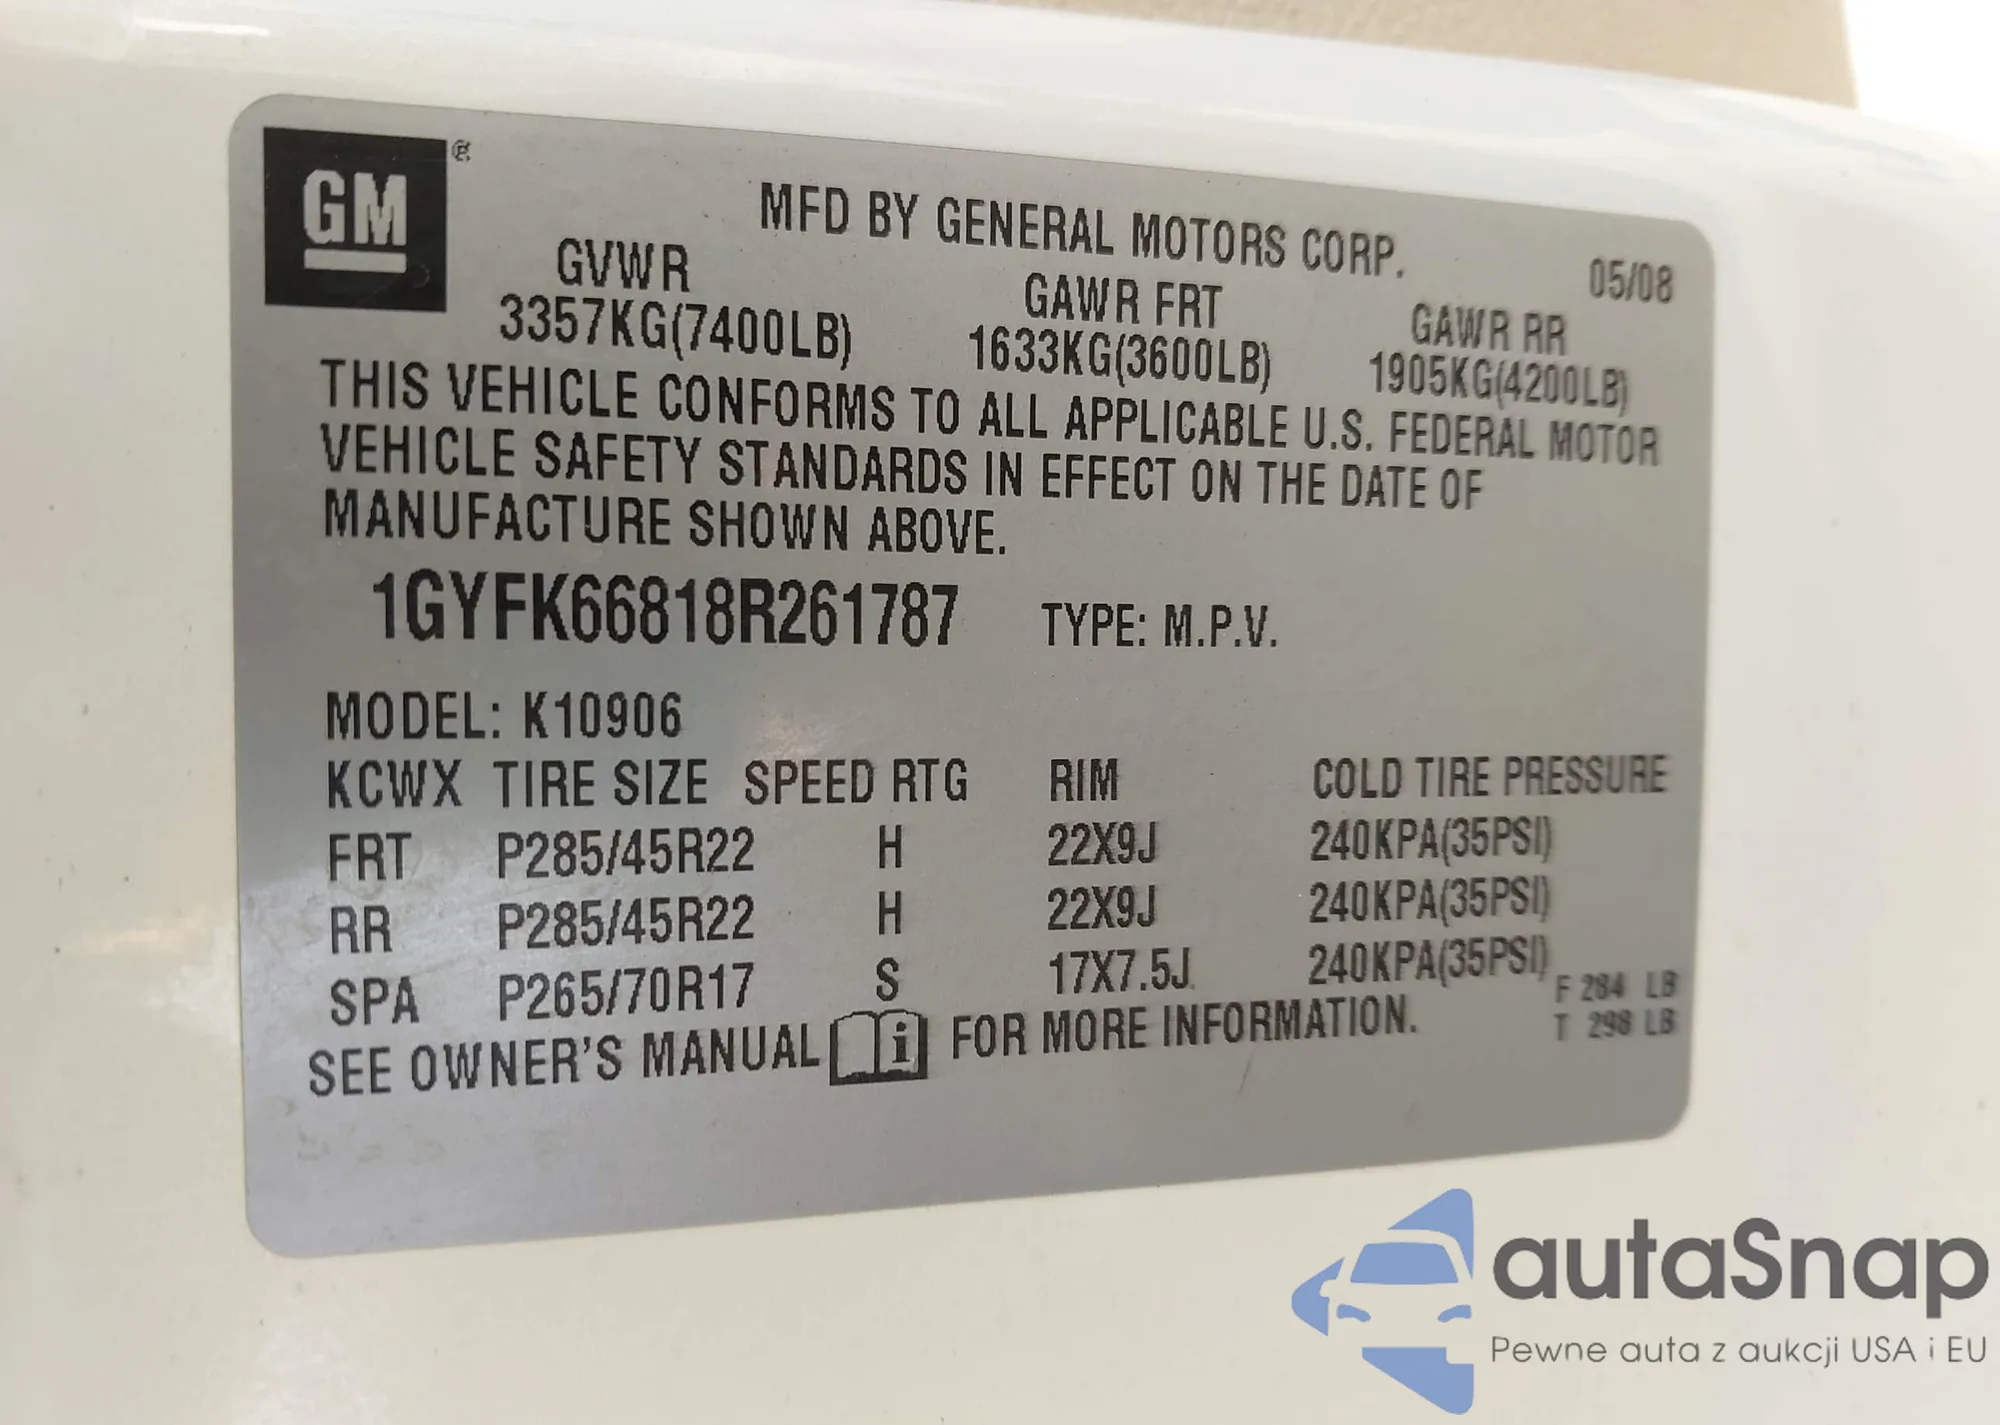 GM
MFD BY GENERAL MOTORS CORP.
05/08
GVWR GAWR FRT GAWR RR
3357KG(7400LB) 1633KG(3600LB) 1905KG(4200LB)
THIS VEHICLE CONFORMS TO ALL APPLICABLE U.S. FEDERAL MOTOR
VEHICLE SAFETY STANDARDS IN EFFECT ON THE DATE OF
MANUFACTURE SHOWN ABOVE.
1GYFK66818R261787 TYPE: M.P.V.
MODEL: K10906
KCWX TIRE SIZE SPEED RTG RIM COLD TIRE PRESSURE
FRT P285/45R22 H 22X9J 240KPA(35PSI)
RR P285/45R22 H 22X9J 240KPA(35PSI)
SPA P265/70R17 S 17X7.5J 240KPA(35PSI)
F 284 LB
T 298 LB
SEE OWNER'S MANUAL i FOR MORE INFORMATION.
autaSnap
Pewne auta z aukcji USA i EU